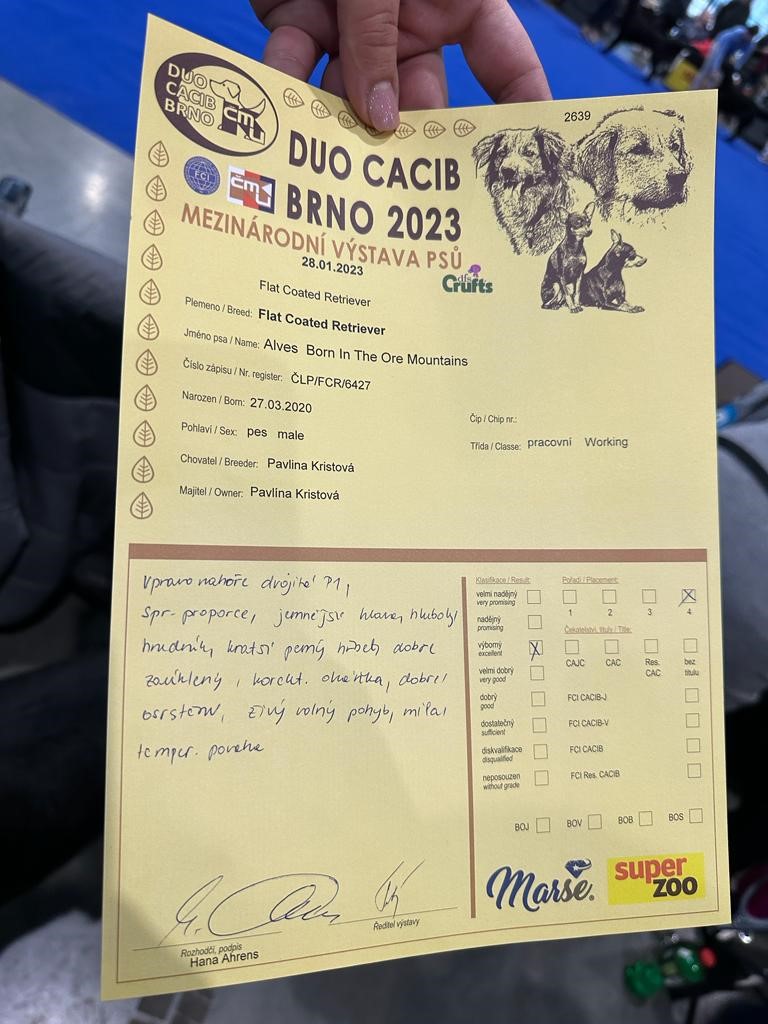 2639
DUO
CACIB
BRNO
ČMKU
DUO CACIB
BRNO 2023
FCI
ČMKU
MEZINÁRODNÍ VÝSTAVA PSŮ
28.01.2023
dfs
Crufts
Flat Coated Retriever
Plemeno / Breed: Flat Coated Retriever
Jméno psa / Name: Alves Born In The Ore Mountains
Číslo zápisu / Nr. register: ČLP/FCR/6427
Narozen / Born: 27.03.2020
Čip / Chip nr.:
Pohlaví / Sex: pes male
Třída / Classe: pracovní Working
Chovatel / Breeder: Pavlina Kristová
Majitel / Owner: Pavlína Kristová
Vpravo nahoře dvojité P1,
spr. proporce, jemnější hlava, hluboký
hrudník, kratší pevný hřbet, dobře
zaúhlený, korekt. oháňka, dobré
osrstění, živý volný pohyb, milá
temper. povaha
Klasifikace / Result:
Pořadí / Placement:
velmi nadějný
very promising
1 2 3 4
nadějný
promising
Čekatelství, tituly / Title:
výborný
excellent
CAJC CAC Res. CAC bez titulu
velmi dobrý
very good
dobrý
good
FCI CACIB-J
dostatečný
sufficient
FCI CACIB-V
diskvalifikace
disqualified
FCI CACIB
neposouzen
without grade
FCI Res. CACIB
BOJ BOV BOB BOS
Marse.
super
zoo
Rozhodčí, podpis
Hana Ahrens
Ředitel výstavy